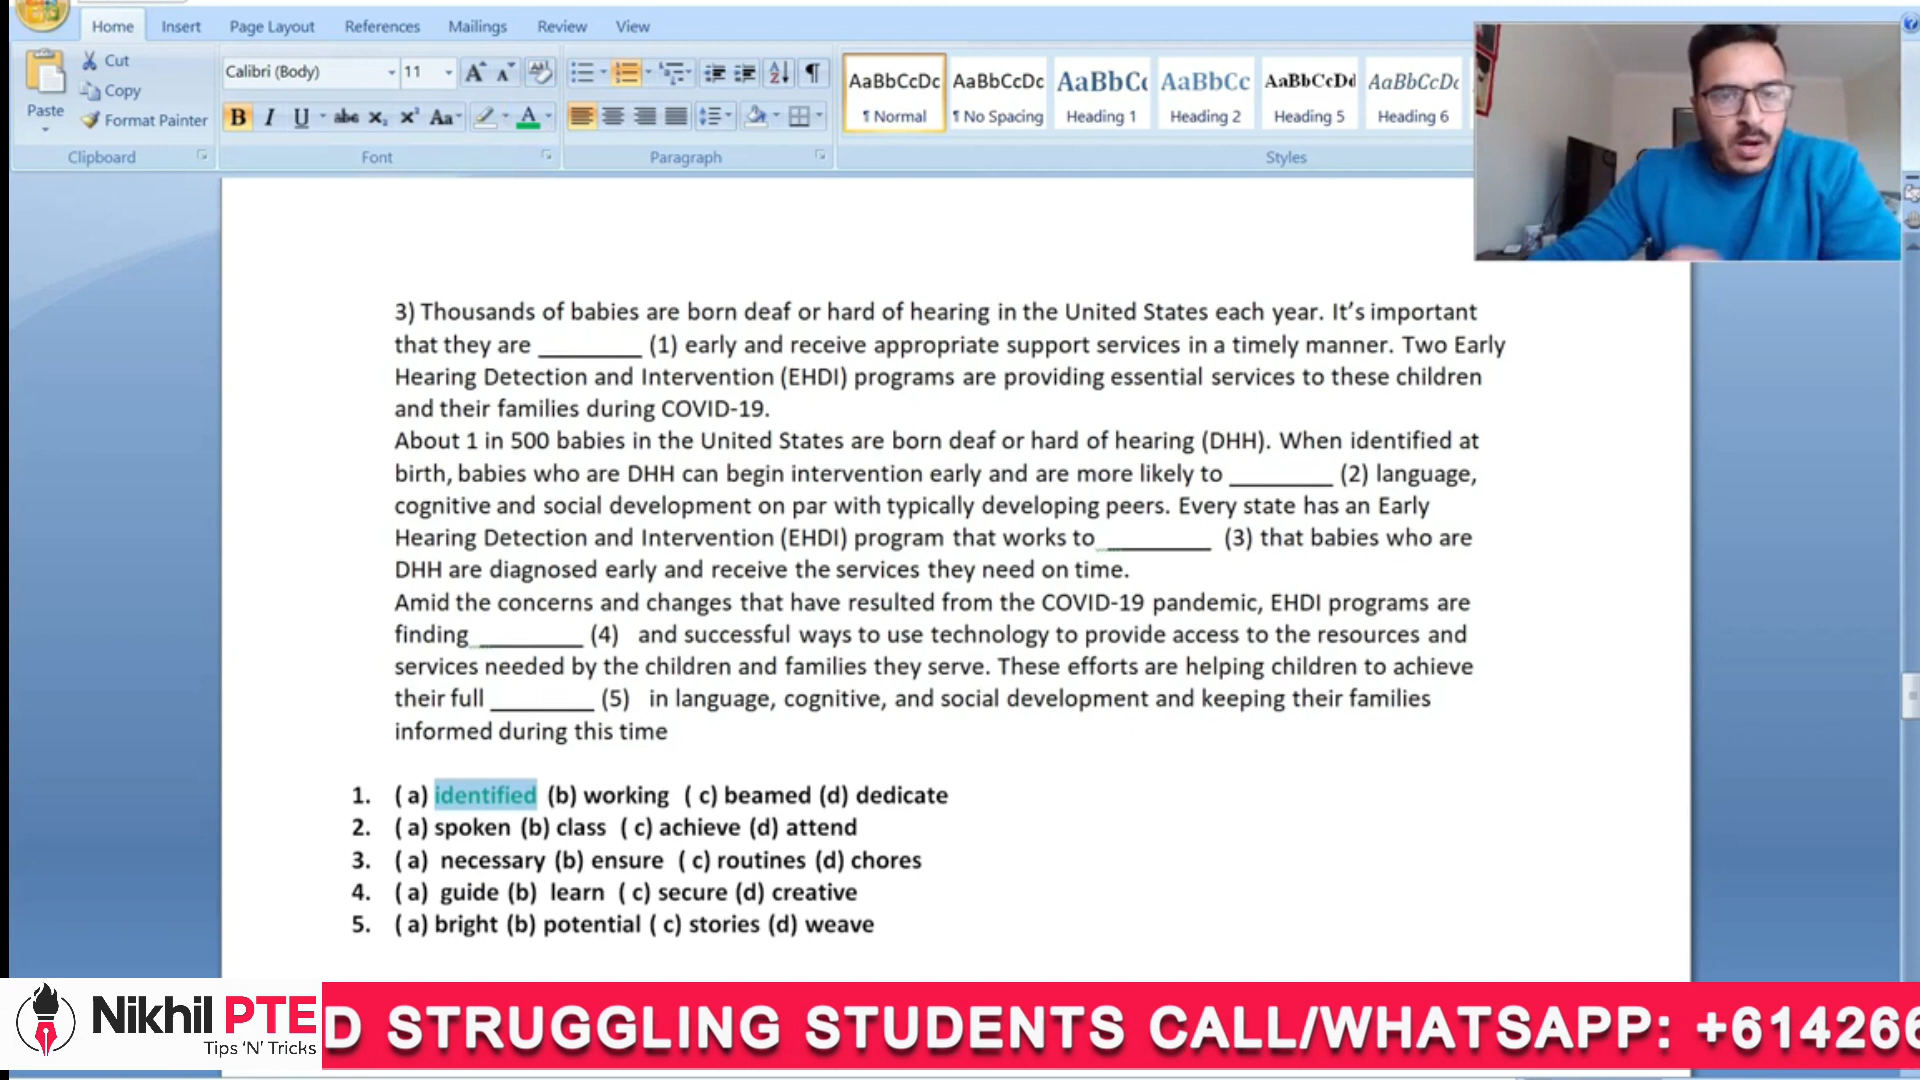 Home Insert Page Layout References Mailings Review View
Cut
Copy
Format Painter
Paste
Clipboard
Calibri (Body) 11
Font
Paragraph
AaBbCcDc AaBbCcDc AaBbC AaBbCc AaBbCcDd AaBbCcDc
¶ Normal ¶ No Spacing Heading 1 Heading 2 Heading 5 Heading 6
Styles
3) Thousands of babies are born deaf or hard of hearing in the United States each year. It’s important
that they are _________ (1) early and receive appropriate support services in a timely manner. Two Early
Hearing Detection and Intervention (EHDI) programs are providing essential services to these children
and their families during COVID-19.
About 1 in 500 babies in the United States are born deaf or hard of hearing (DHH). When identified at
birth, babies who are DHH can begin intervention early and are more likely to _________ (2) language,
cognitive and social development on par with typically developing peers. Every state has an Early
Hearing Detection and Intervention (EHDI) program that works to _________ (3) that babies who are
DHH are diagnosed early and receive the services they need on time.
Amid the concerns and changes that have resulted from the COVID-19 pandemic, EHDI programs are
finding _________ (4) and successful ways to use technology to provide access to the resources and
services needed by the children and families they serve. These efforts are helping children to achieve
their full _________ (5) in language, cognitive, and social development and keeping their families
informed during this time
1. ( a) identified (b) working ( c) beamed (d) dedicate
2. ( a) spoken (b) class ( c) achieve (d) attend
3. ( a) necessary (b) ensure ( c) routines (d) chores
4. ( a) guide (b) learn ( c) secure (d) creative
5. ( a) bright (b) potential ( c) stories (d) weave
Nikhil PTE
Tips ‘N’ Tricks
D STRUGGLING STUDENTS CALL/WHATSAPP: +614266